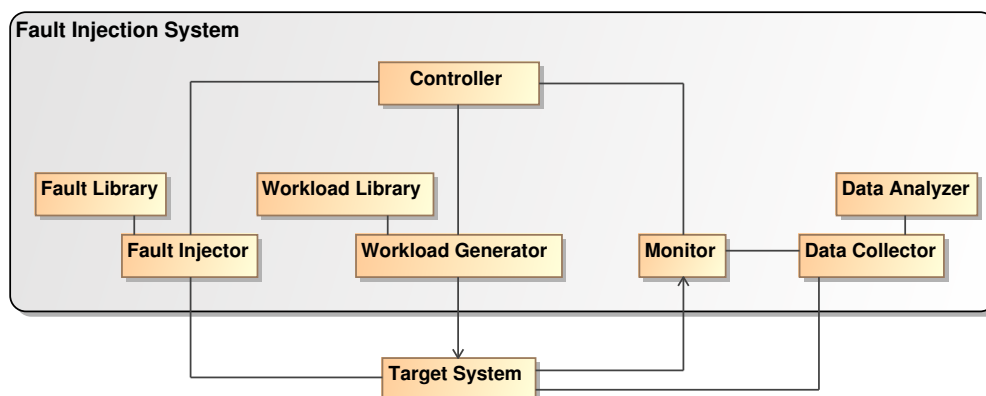 Fault Injection System
Controller
Fault Library
Workload Library
Data Analyzer
Fault Injector
Workload Generator
Monitor
Data Collector
Target System